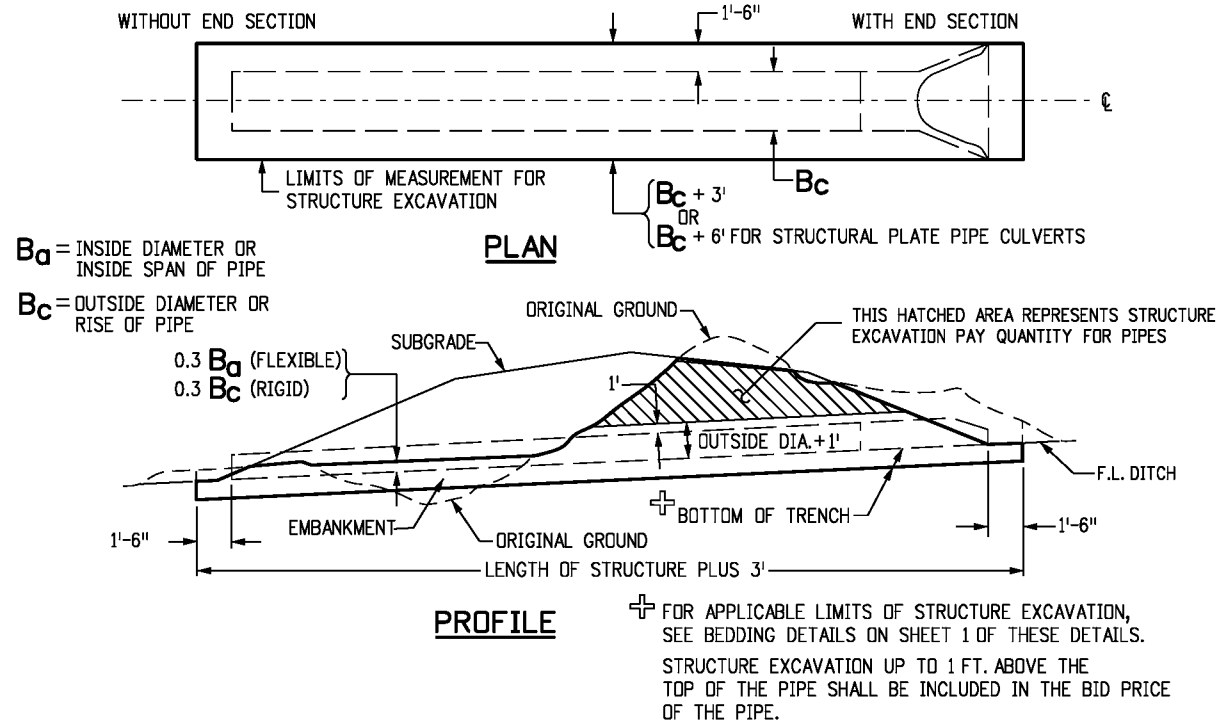 WITHOUT END SECTION
1'-6"
WITH END SECTION
℄
LIMITS OF MEASUREMENT FOR
STRUCTURE EXCAVATION
Bc
Bc + 3'
OR
Bc + 6' FOR STRUCTURAL PLATE PIPE CULVERTS
PLAN
Ba = INSIDE DIAMETER OR
INSIDE SPAN OF PIPE
Bc = OUTSIDE DIAMETER OR
RISE OF PIPE
ORIGINAL GROUND
THIS HATCHED AREA REPRESENTS STRUCTURE
EXCAVATION PAY QUANTITY FOR PIPES
SUBGRADE
0.3 Ba (FLEXIBLE)
0.3 Bc (RIGID)
1'
OUTSIDE DIA.+1'
F.L. DITCH
EMBANKMENT
BOTTOM OF TRENCH
ORIGINAL GROUND
1'-6"
1'-6"
LENGTH OF STRUCTURE PLUS 3'
PROFILE
FOR APPLICABLE LIMITS OF STRUCTURE EXCAVATION,
SEE BEDDING DETAILS ON SHEET 1 OF THESE DETAILS.
STRUCTURE EXCAVATION UP TO 1 FT. ABOVE THE
TOP OF THE PIPE SHALL BE INCLUDED IN THE BID PRICE
OF THE PIPE.